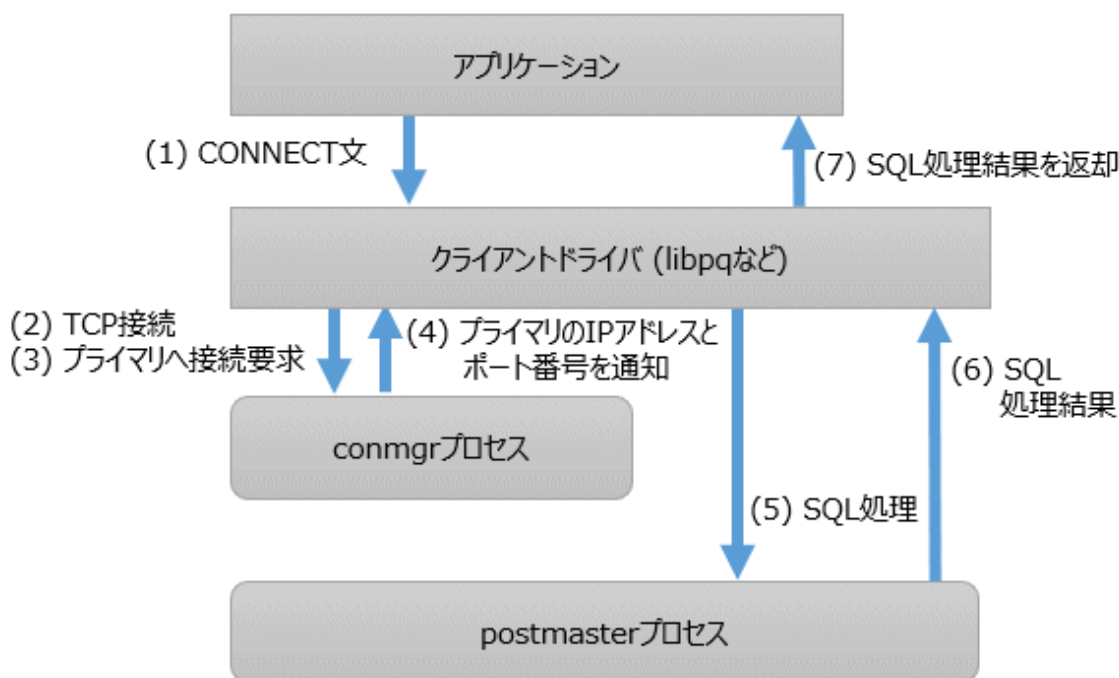 アプリケーション
(1) CONNECT文
(7) SQL処理結果を返却
クライアントドライバ (libpqなど)
(2) TCP接続
(3) プライマリへ接続要求
(4) プライマリのIPアドレスと
ポート番号を通知
(6) SQL
処理結果
conmgrプロセス
(5) SQL処理
postmasterプロセス